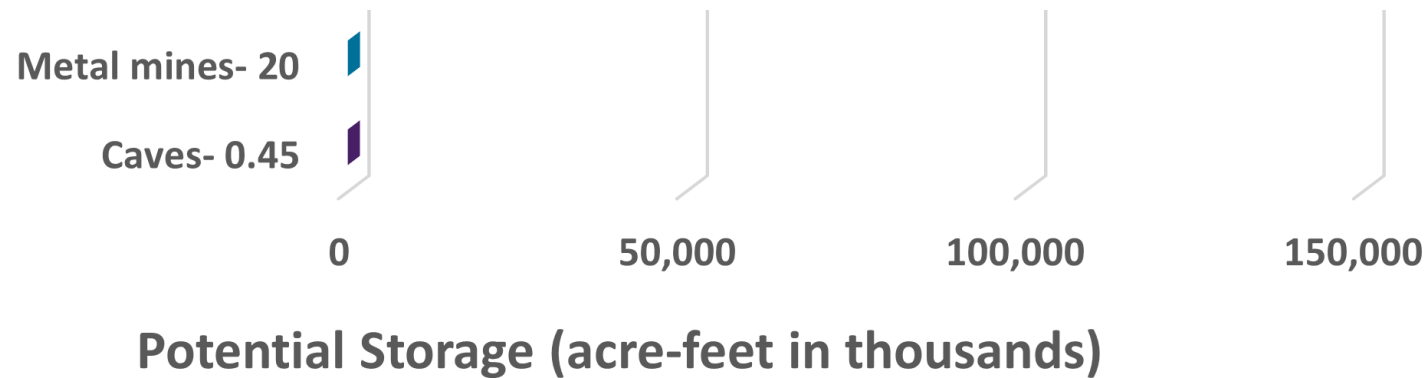 Metal mines- 20
Caves- 0.45
0 50,000 100,000 150,000
Potential Storage (acre-feet in thousands)